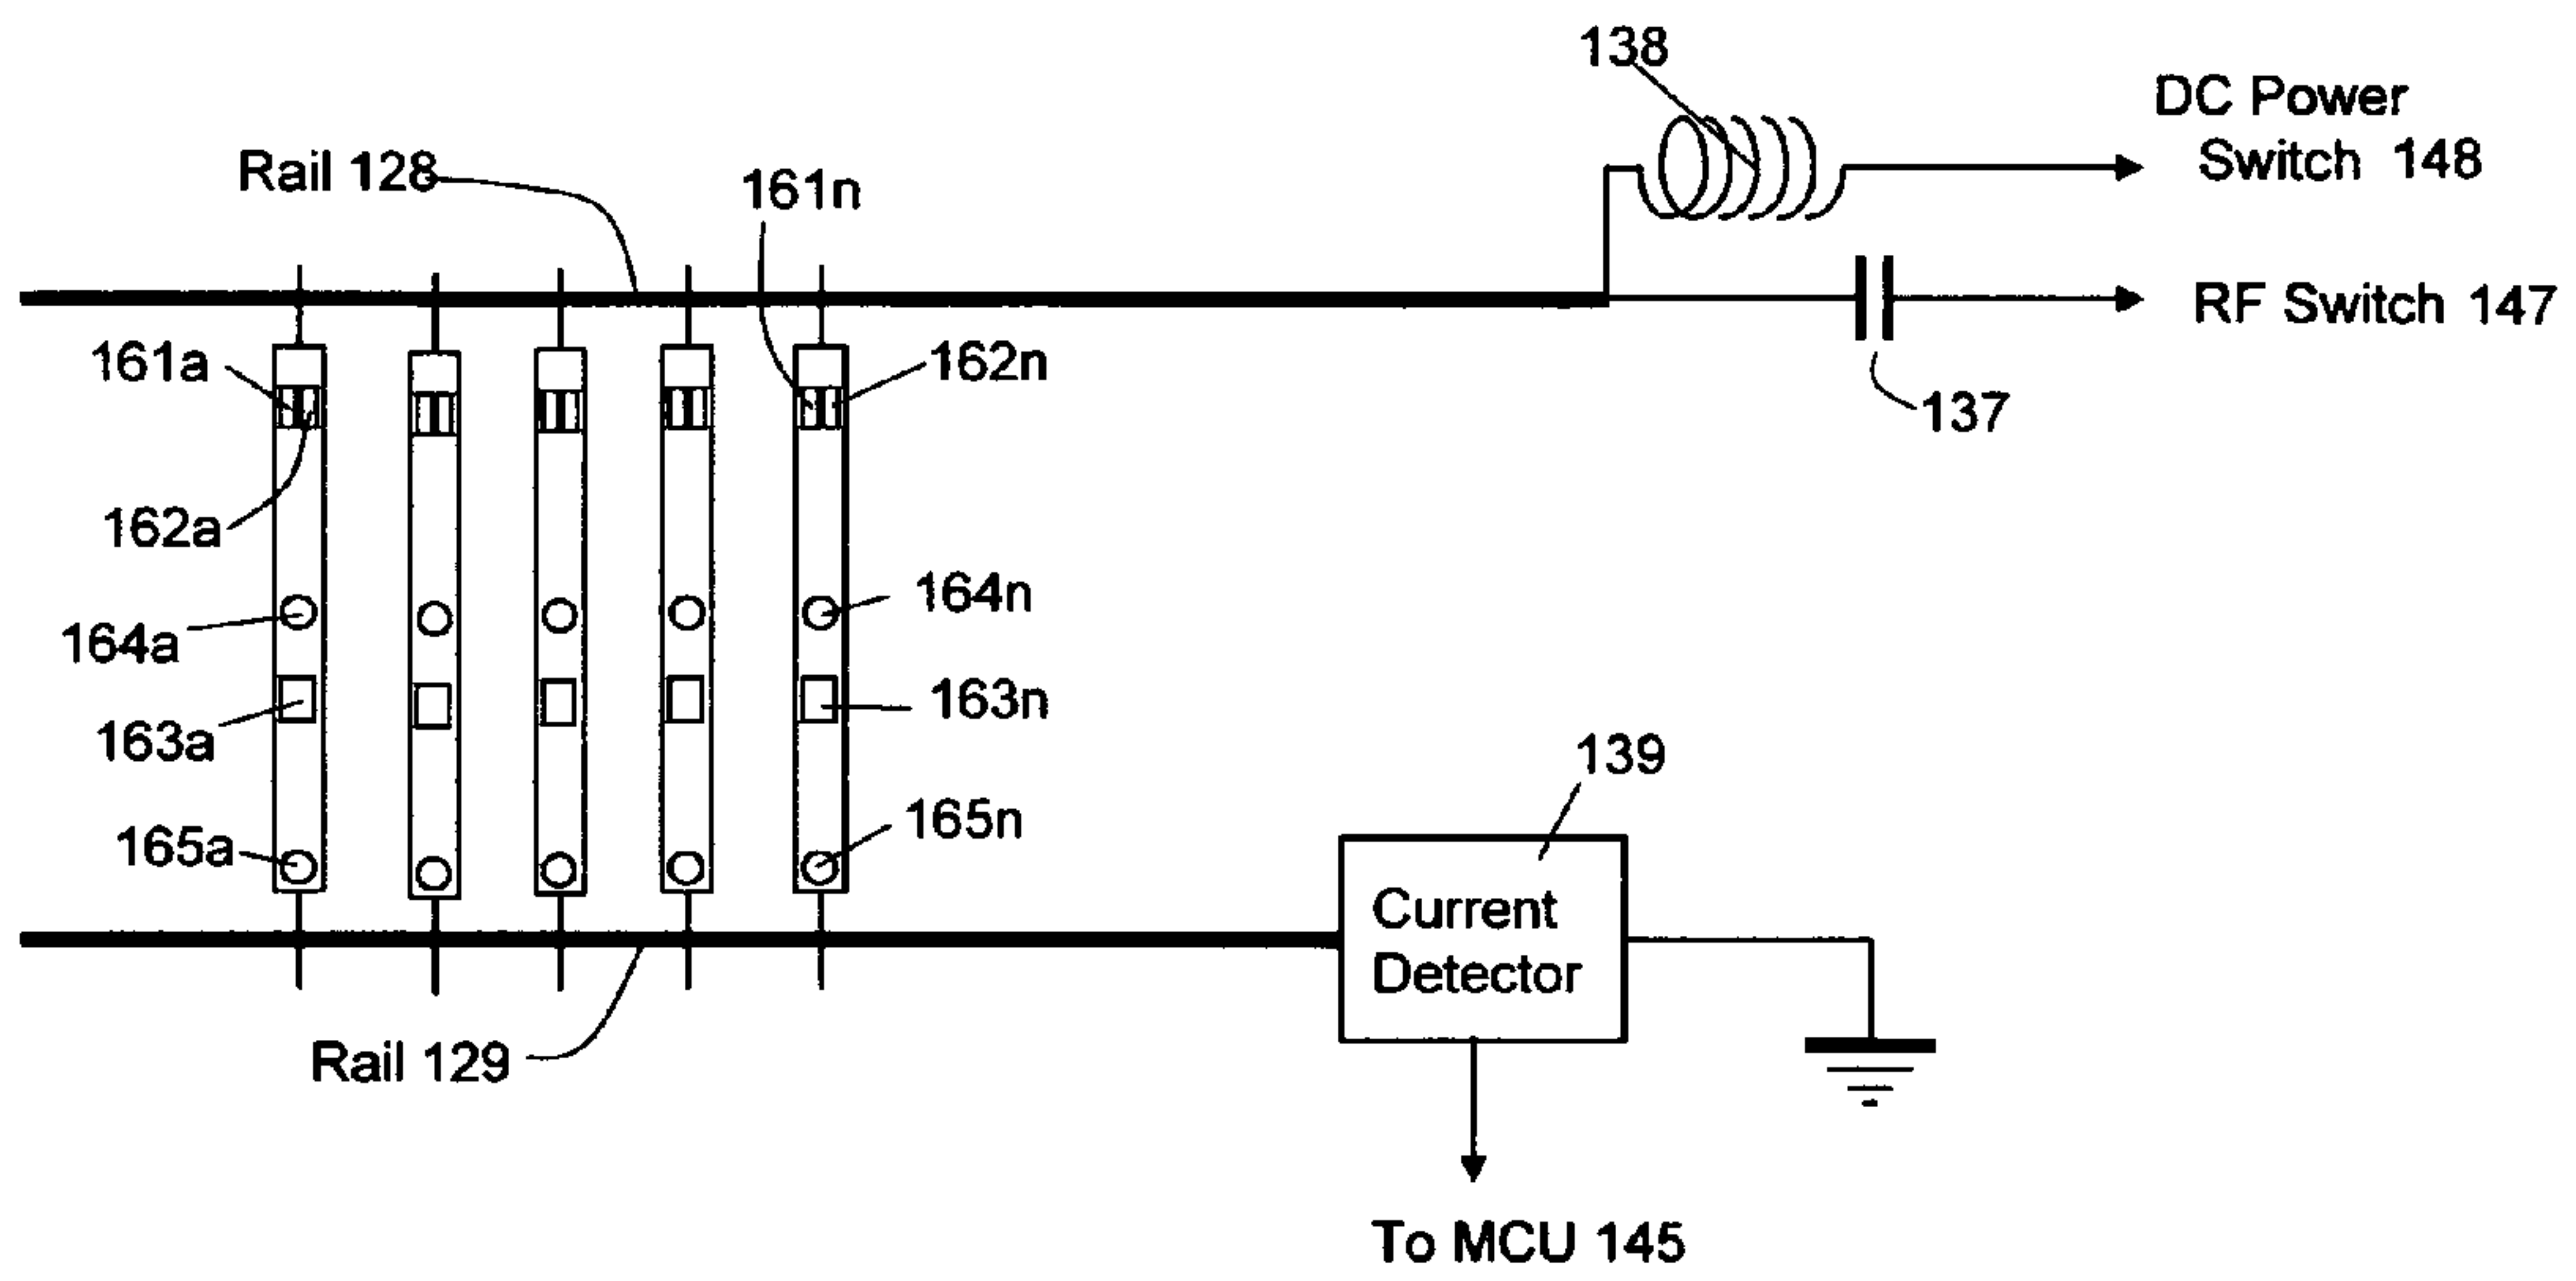 138
DC Power
Switch 148
Rail 128
161n
RF Switch 147
161a
162n
137
162a
164n
164a
163n
163a
139
165n
165a
Current
Detector
Rail 129
To MCU 145